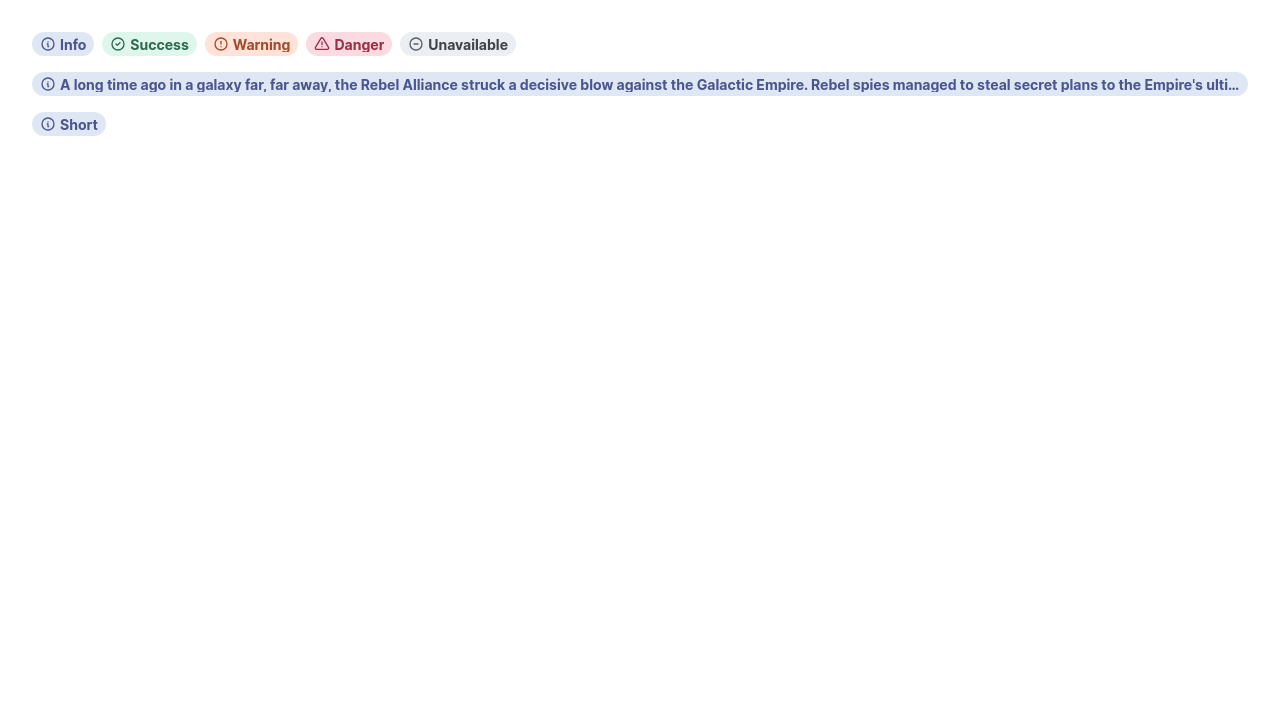 Info Success Warning Danger Unavailable
A long time ago in a galaxy far, far away, the Rebel Alliance struck a decisive blow against the Galactic Empire. Rebel spies managed to steal secret plans to the Empire's ulti...
Short